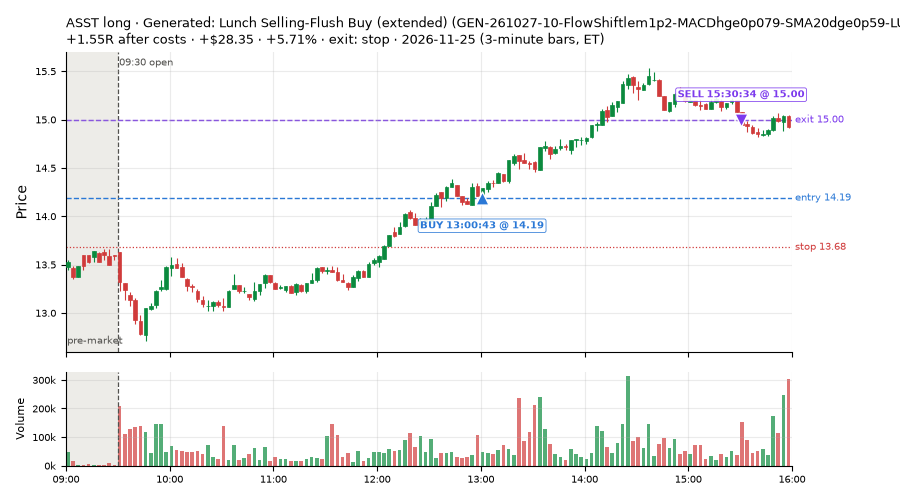 ASST long · Generated: Lunch Selling-Flush Buy (extended) (GEN-261027-10-FlowShiftlem1p2-MACDhge0p079-SMA20dge0p59-LU
+1.55R after costs · +$28.35 · +5.71% · exit: stop · 2026-11-25 (3-minute bars, ET)
09:30 open
15.5
SELL 15:30:34 @ 15.00
15.0
exit 15.00
14.5
Price
entry 14.19
14.0
BUY 13:00:43 @ 14.19
stop 13.68
13.5
13.0
pre-market
300k
Volume
200k
100k
0k
09:00 10:00 11:00 12:00 13:00 14:00 15:00 16:00